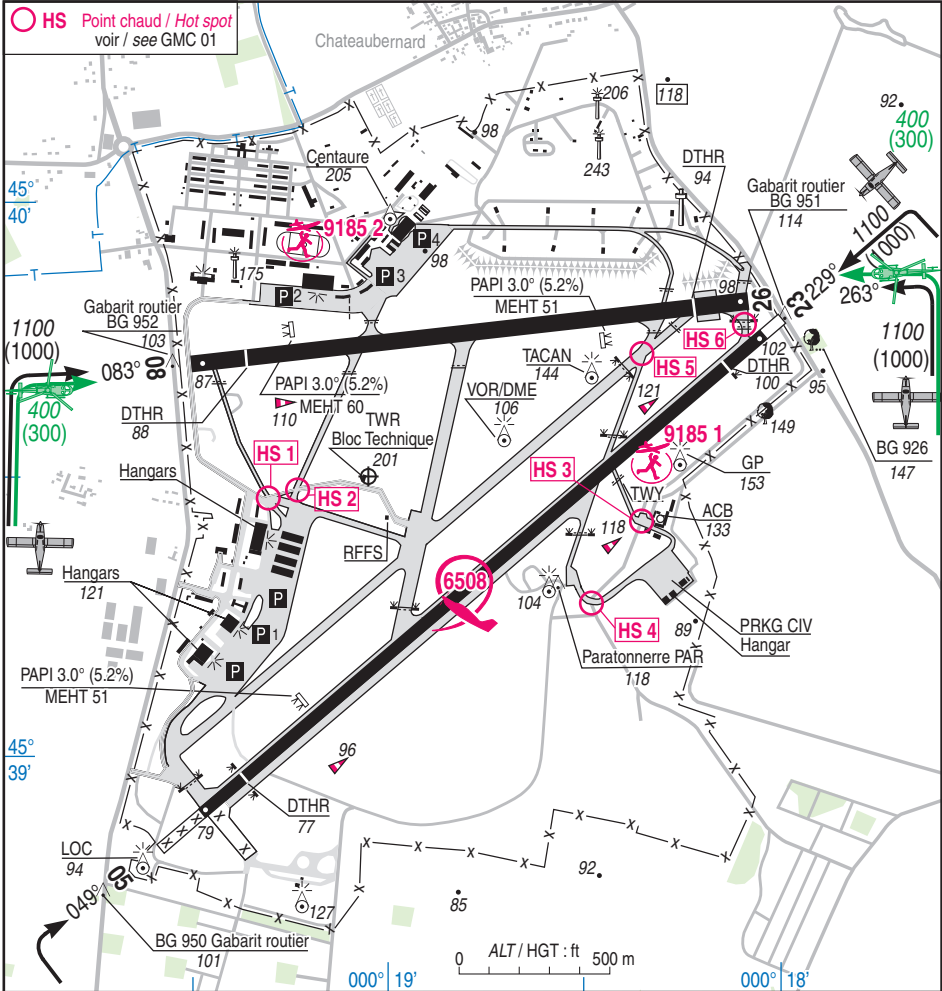 HS Point chaud / Hot spot
voir / see GMC 01
Chateaubernard
206
118
92
400
(300)
98
243
Centaure
205
DTHR
94
Gabarit routier
BG 951
114
45°
40'
9185 2
P 4
98
P 3
175
P 2
1100
(1000)
229°
263°
98
PAPI 3.0° (5.2%)
MEHT 51
26
23
Gabarit routier
BG 952
103
1100
(1000)
083°
08
87
400
(300)
HS 6
102
DTHR
100
1100
(1000)
HS 5
TACAN
144
121
95
PAPI 3.0° (5.2%)
MEHT 60
110
DTHR
88
VOR/DME
106
TWR
Bloc Technique
201
149
9185 1
BG 926
147
HS 1
HS 2
HS 3
GP
153
Hangars
TWY
ACB
133
118
RFFS
Hangars
121
6508
104
P
P 1
P
HS 4
89
PRKG CIV
Hangar
Paratonnerre PAR
118
PAPI 3.0° (5.2%)
MEHT 51
96
45°
39'
DTHR
77
79
LOC
94
05
049°
92
127
85
BG 950 Gabarit routier
101
ALT / HGT : ft
0 500 m
000° 19'
000° 18'